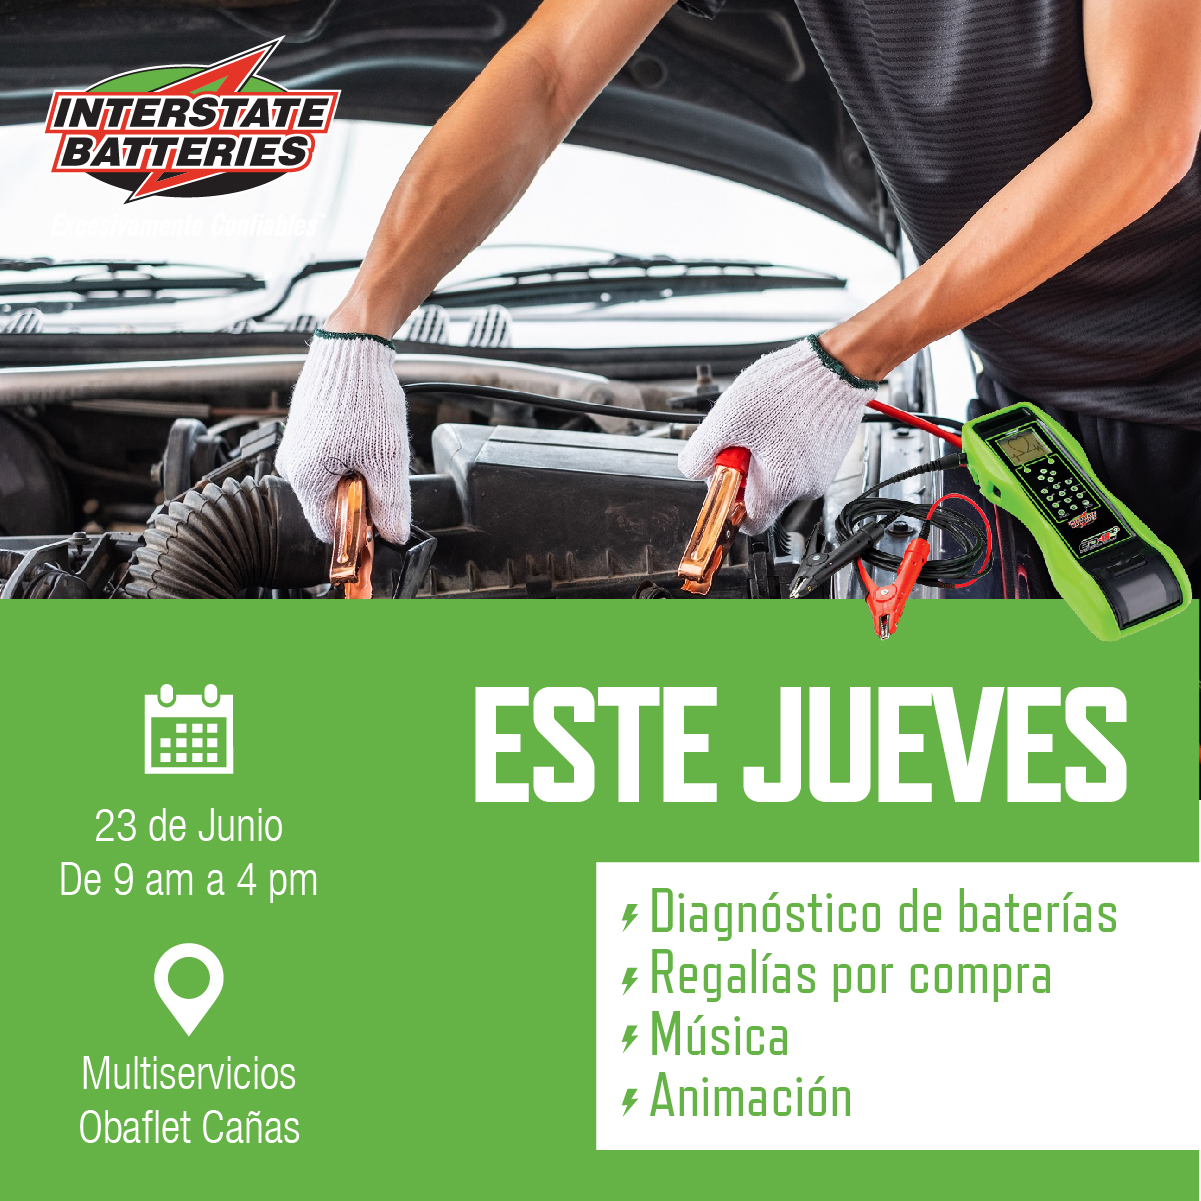 INTERSTATE
BATTERIES
Excesivamente Confiables
ESTE JUEVES
23 de Junio
De 9 am a 4 pm
Multiservicios
Obaflet Cañas
Diagnóstico de baterías
Regalías por compra
Música
Animación